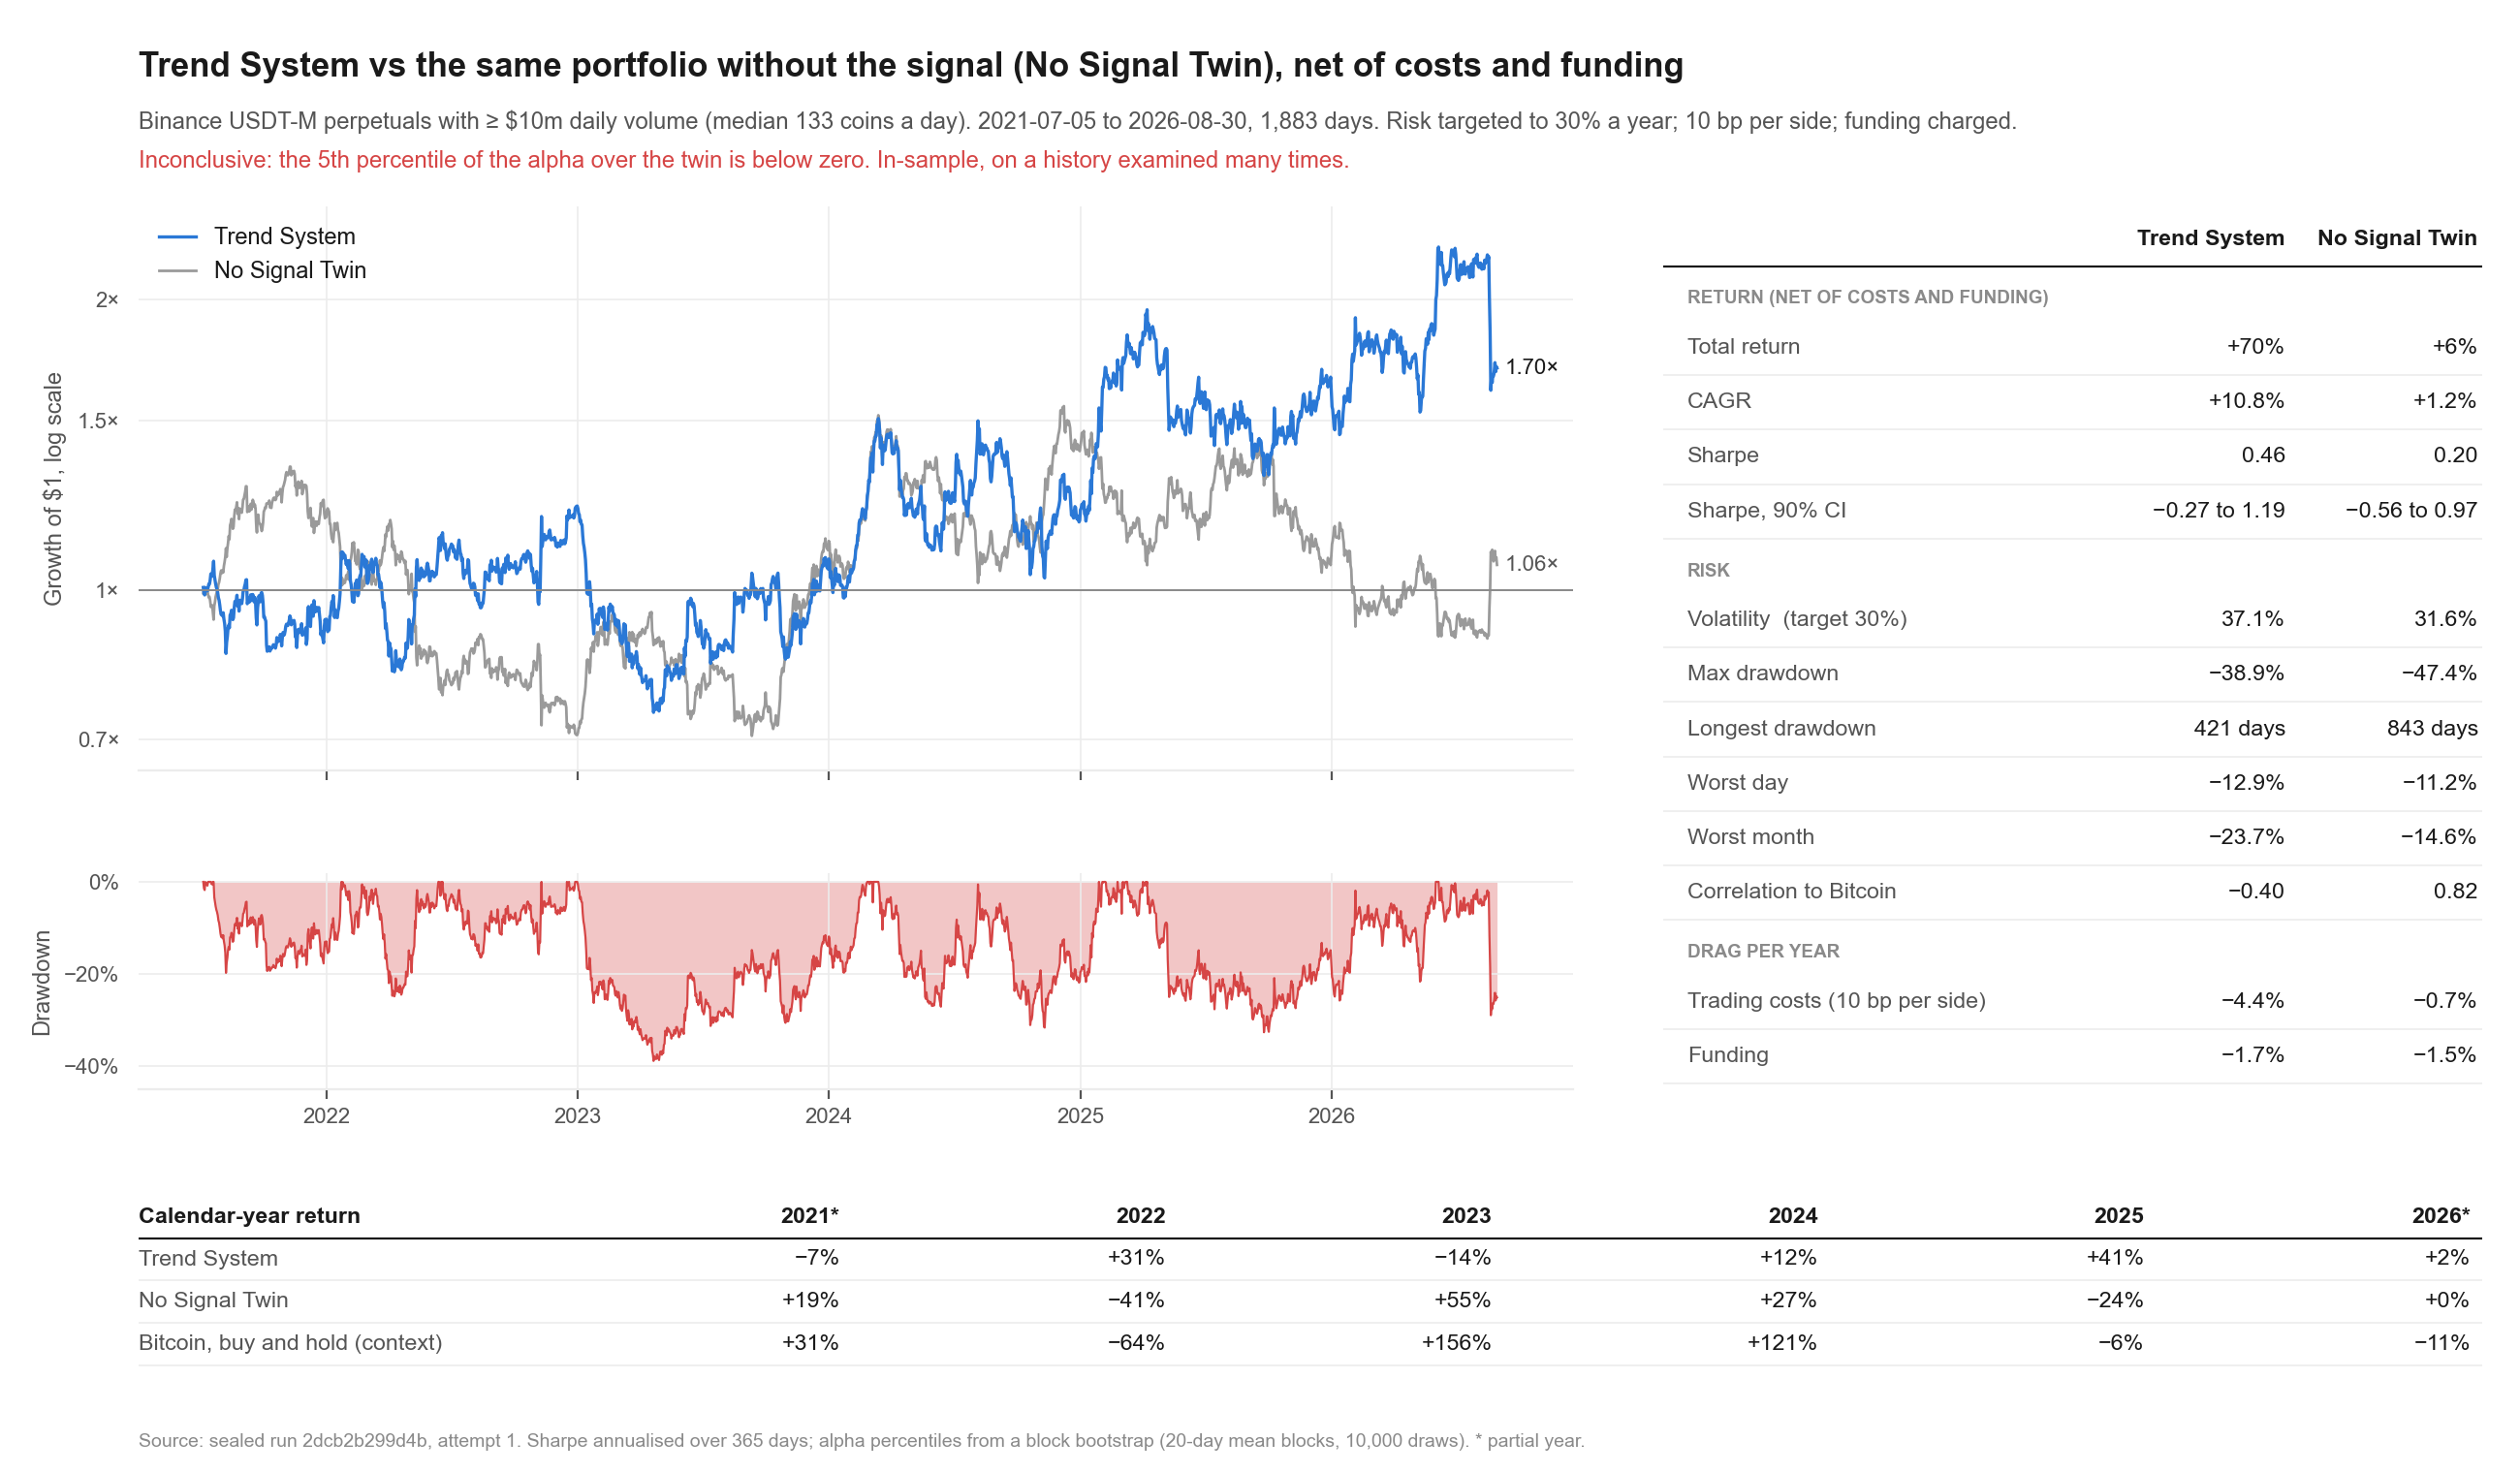 Trend System vs the same portfolio without the signal (No Signal Twin), net of costs and funding
Binance USDT-M perpetuals with ≥ $10m daily volume (median 133 coins a day). 2021-07-05 to 2026-08-30, 1,883 days. Risk targeted to 30% a year; 10 bp per side; funding charged.
Inconclusive: the 5th percentile of the alpha over the twin is below zero. In-sample, on a history examined many times.
Trend System
No Signal Twin
Growth of $1, log scale
2×
1.5×
1×
0.7×
1.70×
1.06×
Drawdown
0%
−20%
−40%
2022 2023 2024 2025 2026
Trend System No Signal Twin
RETURN (NET OF COSTS AND FUNDING)
Total return +70% +6%
CAGR +10.8% +1.2%
Sharpe 0.46 0.20
Sharpe, 90% CI −0.27 to 1.19 −0.56 to 0.97
RISK
Volatility (target 30%) 37.1% 31.6%
Max drawdown −38.9% −47.4%
Longest drawdown 421 days 843 days
Worst day −12.9% −11.2%
Worst month −23.7% −14.6%
Correlation to Bitcoin −0.40 0.82
DRAG PER YEAR
Trading costs (10 bp per side) −4.4% −0.7%
Funding −1.7% −1.5%
Calendar-year return 2021* 2022 2023 2024 2025 2026*
Trend System −7% +31% −14% +12% +41% +2%
No Signal Twin +19% −41% +55% +27% −24% +0%
Bitcoin, buy and hold (context) +31% −64% +156% +121% −6% −11%
Source: sealed run 2dcb2b299d4b, attempt 1. Sharpe annualised over 365 days; alpha percentiles from a block bootstrap (20-day mean blocks, 10,000 draws). * partial year.